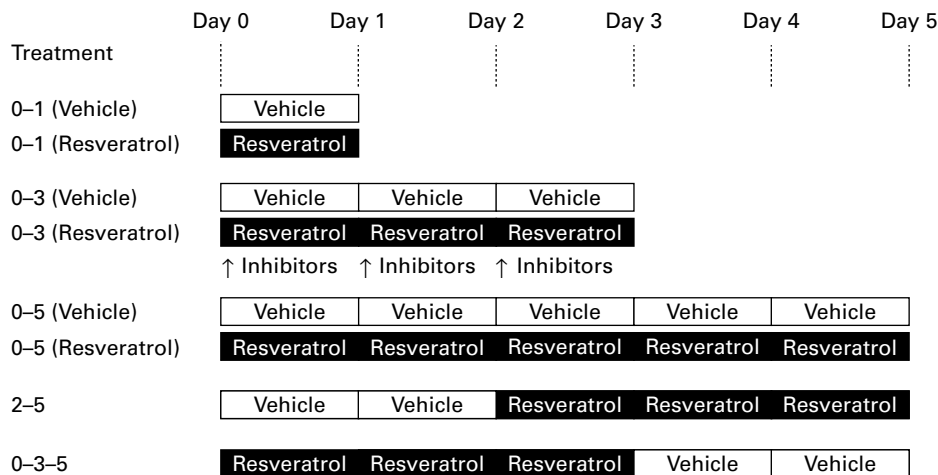 Day 0 Day 1 Day 2 Day 3 Day 4 Day 5
Treatment
0–1 (Vehicle) Vehicle
0–1 (Resveratrol) Resveratrol
0–3 (Vehicle) Vehicle Vehicle Vehicle
0–3 (Resveratrol) Resveratrol Resveratrol Resveratrol
↑ Inhibitors ↑ Inhibitors ↑ Inhibitors
0–5 (Vehicle) Vehicle Vehicle Vehicle Vehicle Vehicle
0–5 (Resveratrol) Resveratrol Resveratrol Resveratrol Resveratrol Resveratrol
2–5 Vehicle Vehicle Resveratrol Resveratrol Resveratrol
0–3–5 Resveratrol Resveratrol Resveratrol Vehicle Vehicle